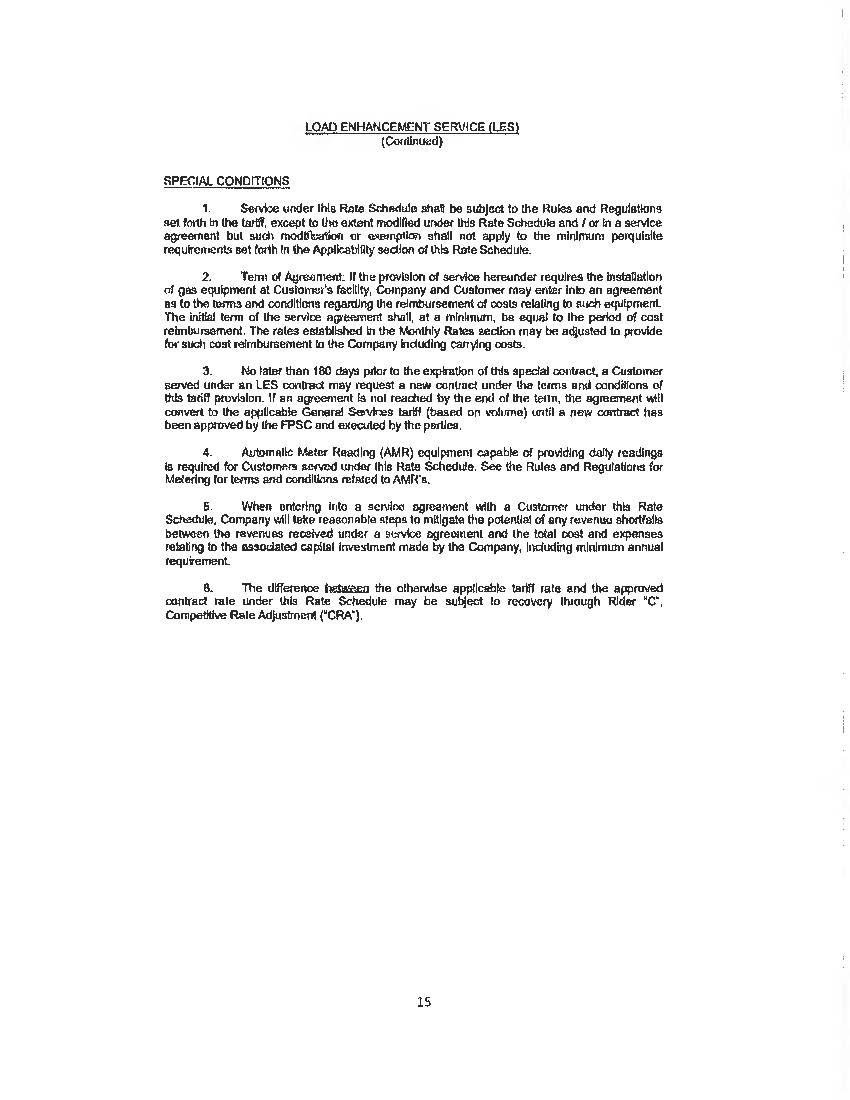 LOAD ENHANCEMENT SERVICE (LES)
(Continued)
SPECIAL CONDITIONS
1. Service under this Rate Schedule shall be subject to the Rules and Regulations
set forth in the tariff, except to the extent modified under this Rate Schedule and / or in a service
agreement but such modification or exemption shall not apply to the minimum perquisite
requirements set forth in the Applicability section of this Rate Schedule.
2. Term of Agreement: If the provision of service hereunder requires the installation
of gas equipment at Customer's facility, Company and Customer may enter into an agreement
as to the terms and conditions regarding the reimbursement of costs relating to such equipment.
The initial term of the service agreement shall, at a minimum, be equal to the period of cost
reimbursement. The rates established in the Monthly Rates section may be adjusted to provide
for such cost reimbursement to the Company including carrying costs.
3. No later than 180 days prior to the expiration of this special contract, a Customer
served under an LES contract may request a new contract under the terms and conditions of
this tariff provision. If an agreement is not reached by the end of the term, the agreement will
convert to the applicable General Services tariff (based on volume) until a new contract has
been approved by the FPSC and executed by the parties.
4. Automatic Meter Reading (AMR) equipment capable of providing daily readings
is required for Customers served under this Rate Schedule. See the Rules and Regulations for
Metering for terms and conditions related to AMR's.
5. When entering into a service agreement with a Customer under this Rate
Schedule, Company will take reasonable steps to mitigate the potential of any revenue shortfalls
between the revenues received under a service agreement and the total cost and expenses
relating to the associated capital investment made by the Company, including minimum annual
requirement.
6. The difference between the otherwise applicable tariff rate and the approved
contract rate under this Rate Schedule may be subject to recovery through Rider "C",
Competitive Rate Adjustment ("CRA").
15